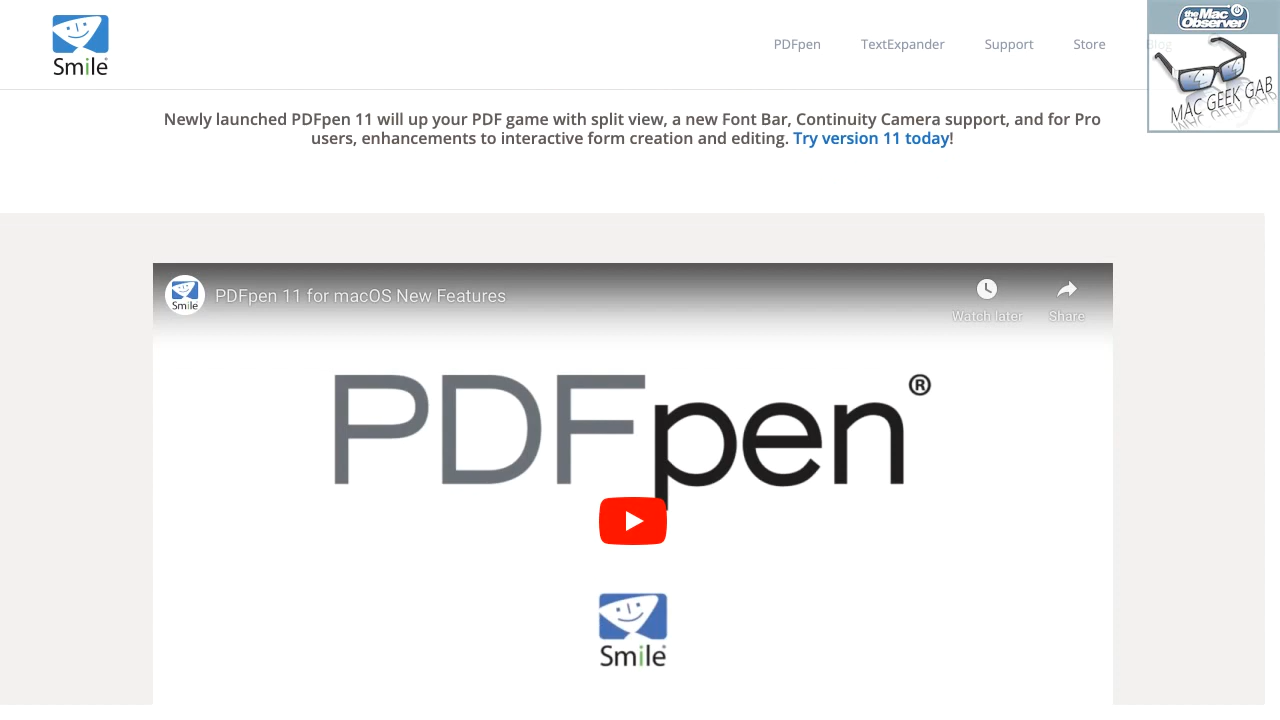 Smile
PDFpen
TextExpander
Support
Store
Blog
the Mac Observer
MAC GEEK GAB
Newly launched PDFpen 11 will up your PDF game with split view, a new Font Bar, Continuity Camera support, and for Pro
users, enhancements to interactive form creation and editing. Try version 11 today!
Smile
PDFpen 11 for macOS New Features
Watch later
Share
PDFpen®
Smile